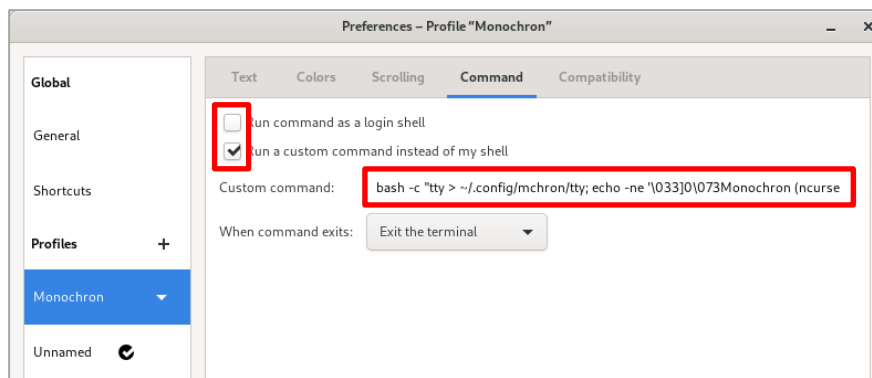 Preferences – Profile “Monochron”
Global
General
Shortcuts
Profiles +
Monochron
Unnamed
Text Colors Scrolling Command Compatibility
Run command as a login shell
Run a custom command instead of my shell
Custom command: bash -c "tty > ~/.config/mchron/tty; echo -ne '\033]0\073Monochron (ncurse
When command exits: Exit the terminal